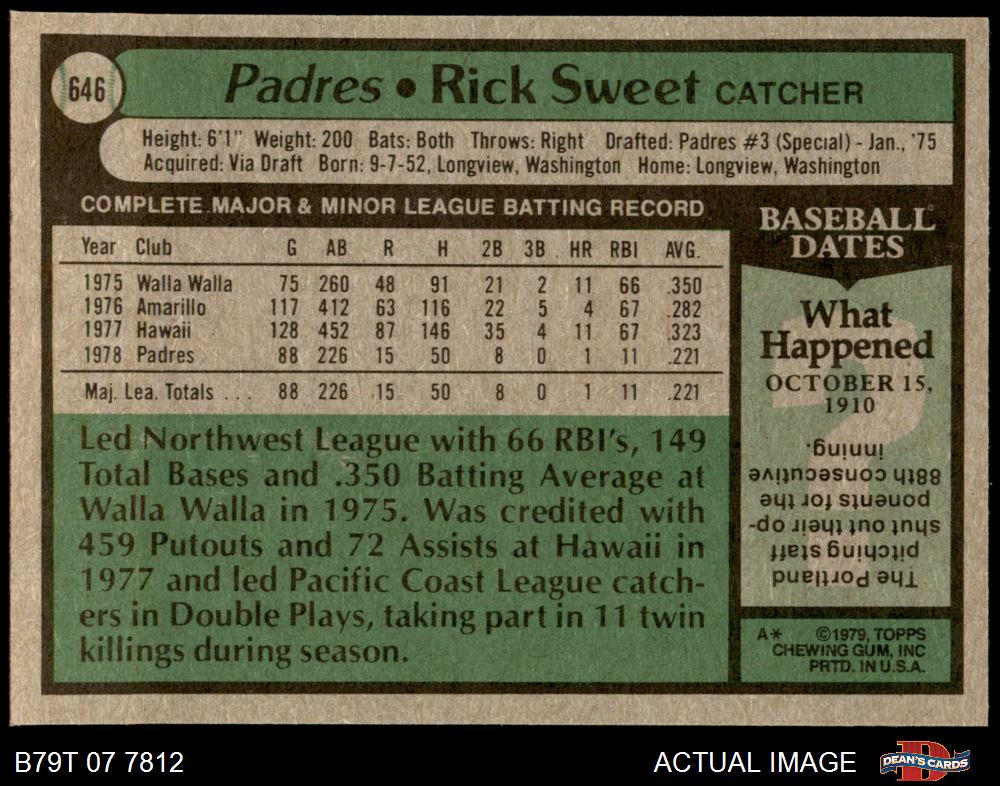 646
Padres • Rick Sweet CATCHER
Height: 6'1" Weight: 200 Bats: Both Throws: Right Drafted: Padres #3 (Special) - Jan., '75
Acquired: Via Draft Born: 9-7-52, Longview, Washington Home: Longview, Washington
COMPLETE MAJOR & MINOR LEAGUE BATTING RECORD
Year Club G AB R H 2B 3B HR RBI AVG.
1975 Walla Walla 75 260 48 91 21 2 11 66 .350
1976 Amarillo 117 412 63 116 22 5 4 67 .282
1977 Hawaii 128 452 87 146 35 4 11 67 .323
1978 Padres 88 226 15 50 8 0 1 11 .221
Maj. Lea. Totals . . . 88 226 15 50 8 0 1 11 .221
Led Northwest League with 66 RBI's, 149
Total Bases and .350 Batting Average at
Walla Walla in 1975. Was credited with
459 Putouts and 72 Assists at Hawaii in
1977 and led Pacific Coast League catch-
ers in Double Plays, taking part in 11 twin
killings during season.
BASEBALL
DATES
What
Happened
OCTOBER 15,
1910
The Portland
pitching staff
shut out their op-
ponents for the
88th consecutive
inning.
A* ©1979, TOPPS
CHEWING GUM, INC
PRTD. IN U.S.A.
B79T 07 7812
ACTUAL IMAGE
D
DEAN'S CARDS